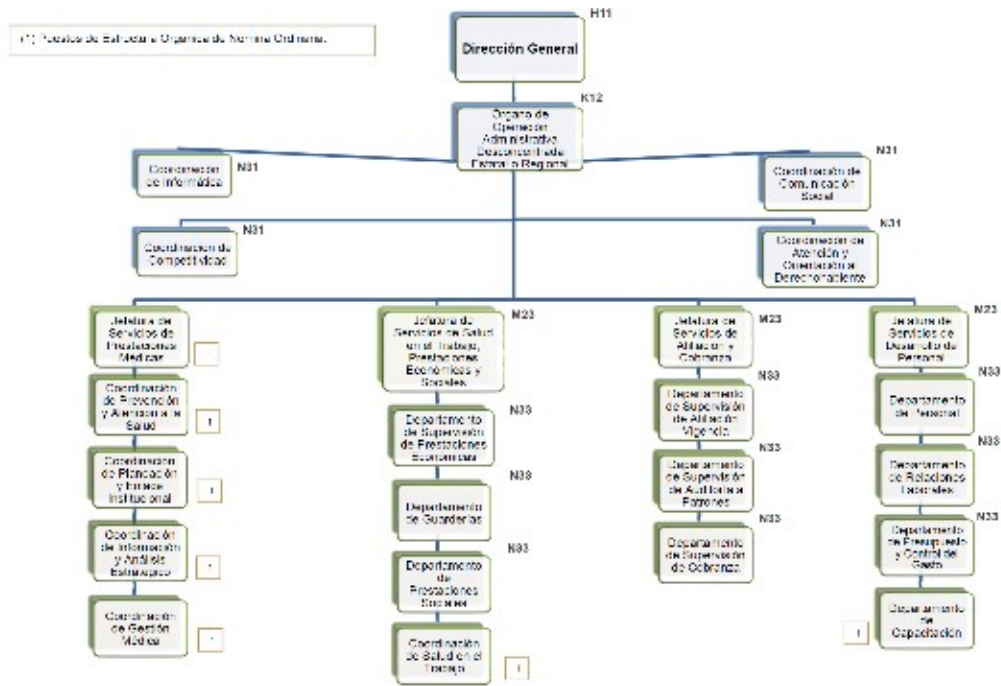 H11
(*) Puestos de Estructura Orgánica de Nomina Ordinaria.
Dirección General
K12
Órgano de
Operación
Administrativa
Desconcentrada
Estatal o Regional
Coordinación
de Informática
N31
N31
Coordinación de
Comunicación
Social
Coordinación de
Competitividad
N31
N31
Coordinación de
Atención y
Orientación al
Derechohabiente
Jefatura de
Servicios de
Prestaciones
Médicas
Coordinación
de Prevención
y Atención a la
Salud
Coordinación
de Planeación
y Enlace
Institucional
Coordinación
de Información
y Análisis
Estratégico
Coordinación
de Gestión
Médica
M23
Jefatura de
Servicios de Salud
en el Trabajo,
Prestaciones
Económicas y
Sociales
N33
Departamento
de Supervisión
de Prestaciones
Económicas
N33
Departamento
de Guarderías
N33
Departamento
de
Prestaciones
Sociales
Coordinación
de Salud en el
Trabajo
M23
Jefatura de
Servicios de
Afiliación y
Cobranza
N33
Departamento
de Supervisión
de Afiliación
Vigencia
N33
Departamento
de Supervisión
de Auditoría a
Patrones
N33
Departamento
de Supervisión
de Cobranza
M23
Jefatura de
Servicios de
Desarrollo de
Personal
N33
Departamento
de Personal
N33
Departamento
de Relaciones
Laborales
N33
Departamento
de Presupuesto
y Control del
Gasto
Departamento
de
Capacitación